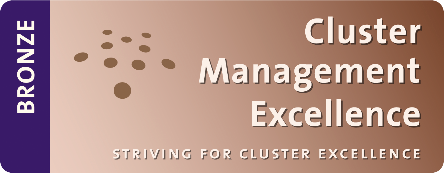 BRONZE
Cluster
Management
Excellence
STRIVING FOR CLUSTER EXCELLENCE